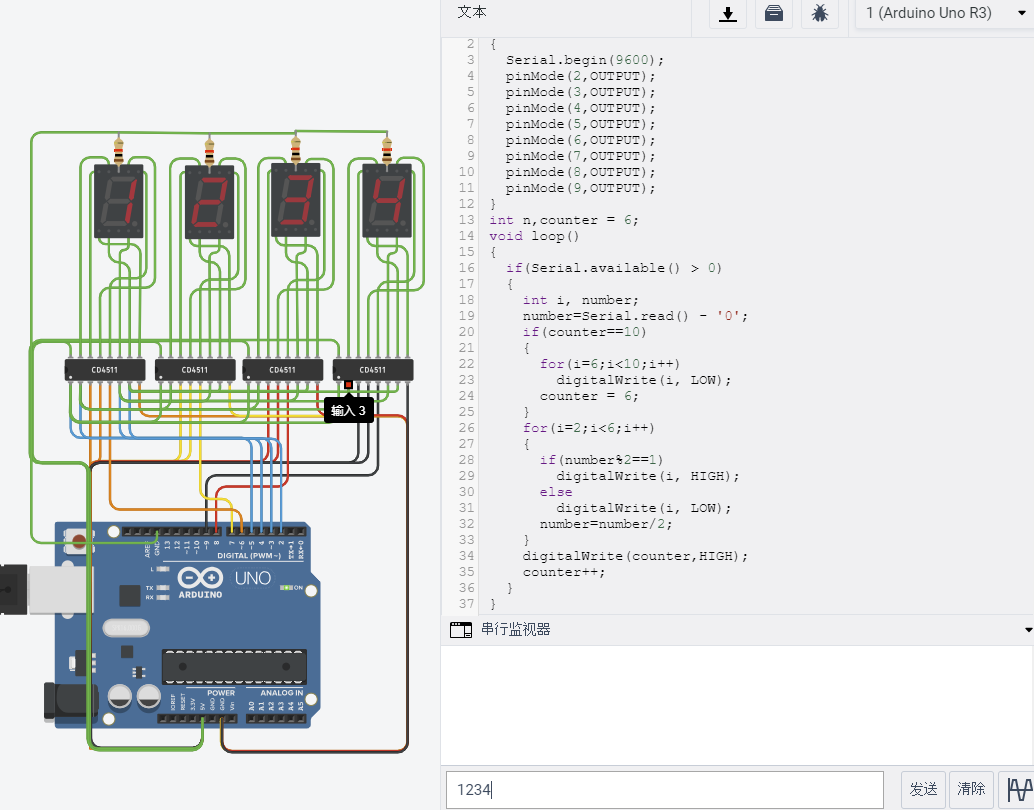 文本
1 (Arduino Uno R3)
2 {
3 Serial.begin(9600);
4 pinMode(2,OUTPUT);
5 pinMode(3,OUTPUT);
6 pinMode(4,OUTPUT);
7 pinMode(5,OUTPUT);
8 pinMode(6,OUTPUT);
9 pinMode(7,OUTPUT);
10 pinMode(8,OUTPUT);
11 pinMode(9,OUTPUT);
12 }
13 int n,counter = 6;
14 void loop()
15 {
16 if(Serial.available() > 0)
17 {
18 int i, number;
19 number=Serial.read() - '0';
20 if(counter==10)
21 {
22 for(i=6;i<10;i++)
23 digitalWrite(i, LOW);
24 counter = 6;
25 }
26 for(i=2;i<6;i++)
27 {
28 if(number%2==1)
29 digitalWrite(i, HIGH);
30 else
31 digitalWrite(i, LOW);
32 number=number/2;
33 }
34 digitalWrite(counter,HIGH);
35 counter++;
36 }
37 }
串行监视器
1234
发送
清除
1 2 3 4
CD4511 CD4511 CD4511 CD4511
输入 3
AREF GND 13 12 ~11 ~10 ~9 8 7 ~6 ~5 4 ~3 2 TX→1 RX←0
DIGITAL (PWM~)
L
TX
RX
UNO
ARDUINO
ON
POWER
ANALOG IN
IOREF RESET 3.3V 5V GND GND Vin A0 A1 A2 A3 A4 A5